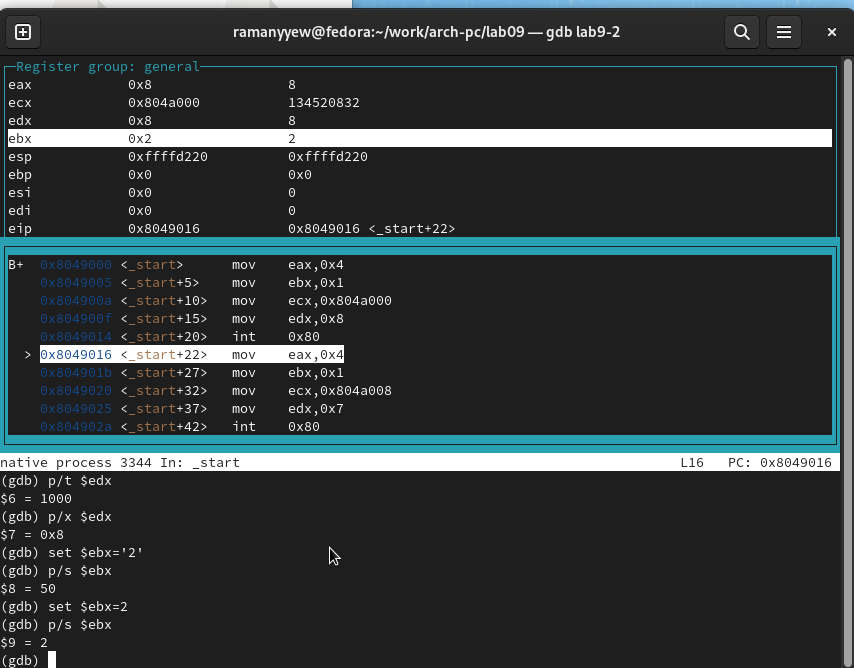 ramanyyew@fedora:~/work/arch-pc/lab09 — gdb lab9-2
Register group: general
eax 0x8 8
ecx 0x804a000 134520832
edx 0x8 8
ebx 0x2 2
esp 0xffffd220 0xffffd220
ebp 0x0 0x0
esi 0x0 0
edi 0x0 0
eip 0x8049016 0x8049016 <_start+22>
B+ 0x8049000 <_start> mov eax,0x4
0x8049005 <_start+5> mov ebx,0x1
0x804900a <_start+10> mov ecx,0x804a000
0x804900f <_start+15> mov edx,0x8
0x8049014 <_start+20> int 0x80
> 0x8049016 <_start+22> mov eax,0x4
0x804901b <_start+27> mov ebx,0x1
0x8049020 <_start+32> mov ecx,0x804a008
0x8049025 <_start+37> mov edx,0x7
0x804902a <_start+42> int 0x80
native process 3344 In: _start L16 PC: 0x8049016
(gdb) p/t $edx
$6 = 1000
(gdb) p/x $edx
$7 = 0x8
(gdb) set $ebx='2'
(gdb) p/s $ebx
$8 = 50
(gdb) set $ebx=2
(gdb) p/s $ebx
$9 = 2
(gdb)